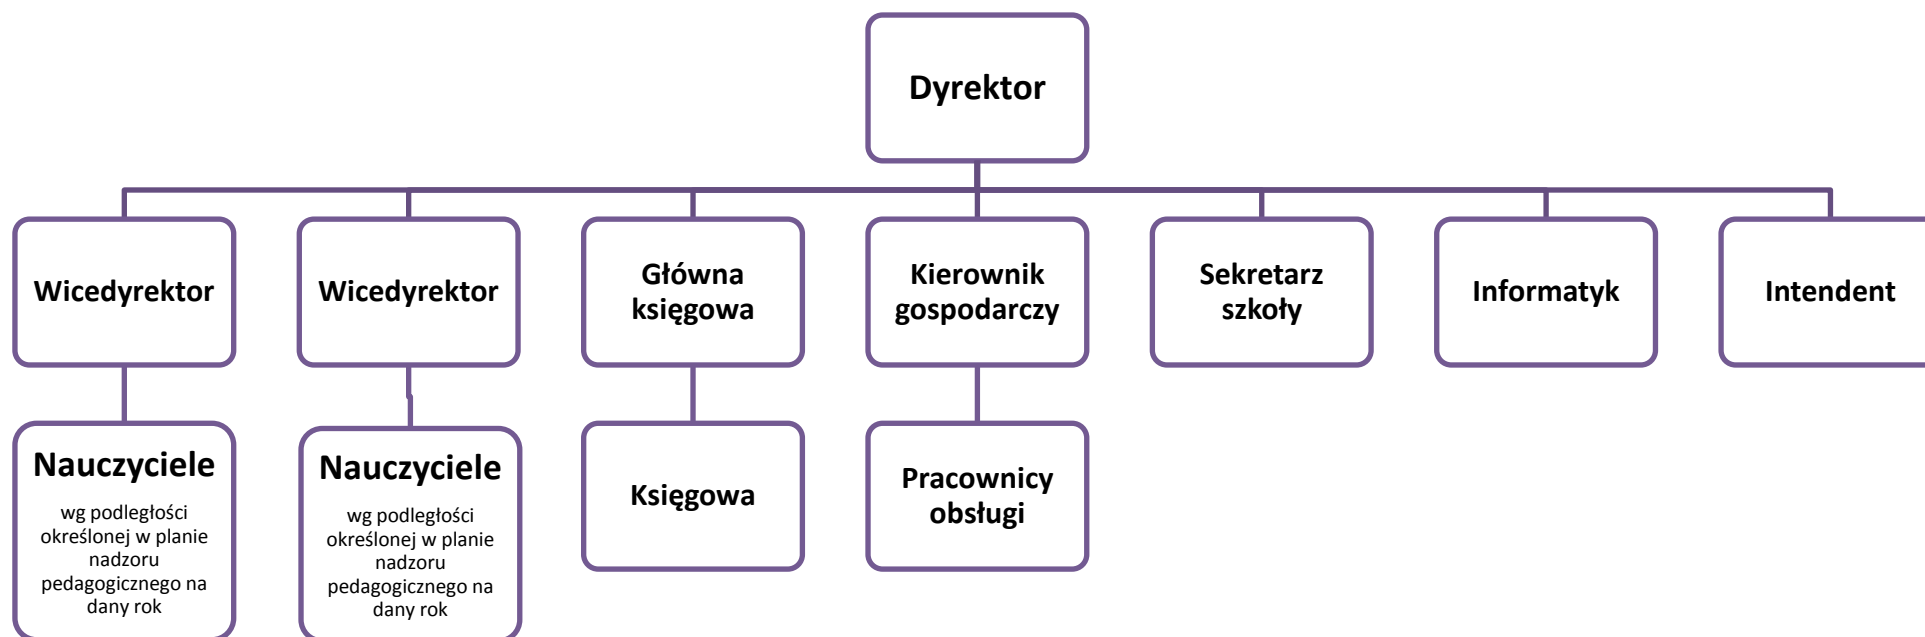 Dyrektor
Wicedyrektor
Wicedyrektor
Główna
księgowa
Kierownik
gospodarczy
Sekretarz
szkoły
Informatyk
Intendent
Nauczyciele
wg podległości
określonej w planie
nadzoru
pedagogicznego na
dany rok
Nauczyciele
wg podległości
określonej w planie
nadzoru
pedagogicznego na
dany rok
Księgowa
Pracownicy
obsługi